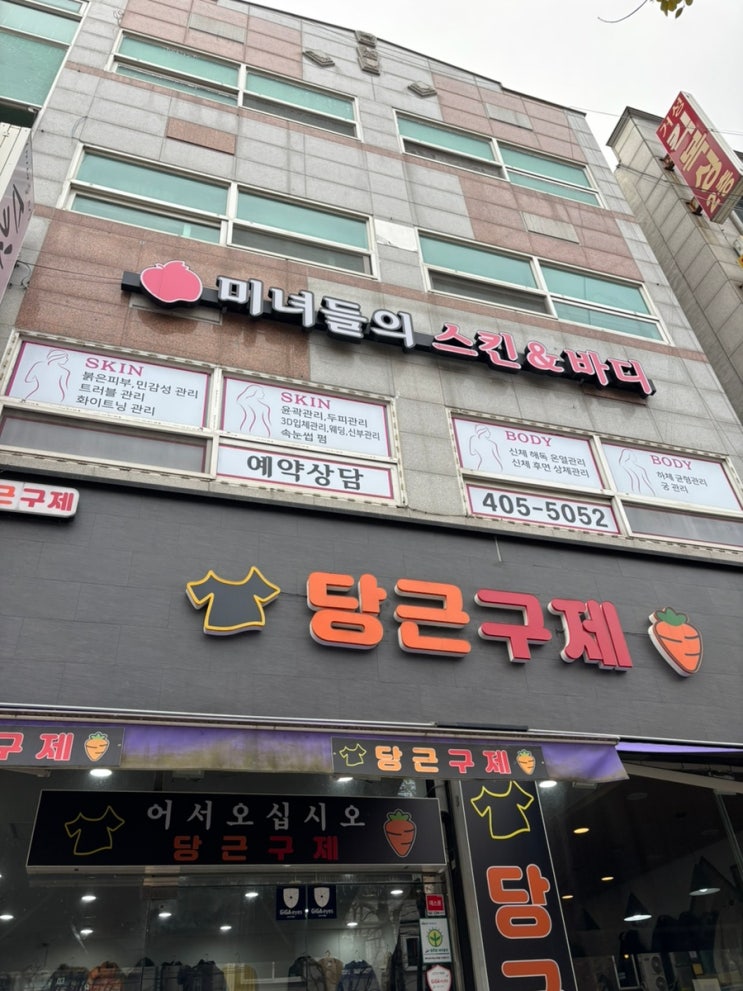 미녀들의 스킨&바디
SKIN
붉은피부,민감성 관리
트러블 관리
화이트닝 관리
SKIN
윤곽관리,두피관리
3D입체관리,웨딩,신부관리
속눈썹 펌
예약상담
BODY
신체 해독 온열관리
신체 후면 상체관리
BODY
하체 균형관리
궁 관리
405-5052
근구제
당근구제
구제
당근구제
어서오십시오
당근구제
당
GiGA eyes
GiGA eyes